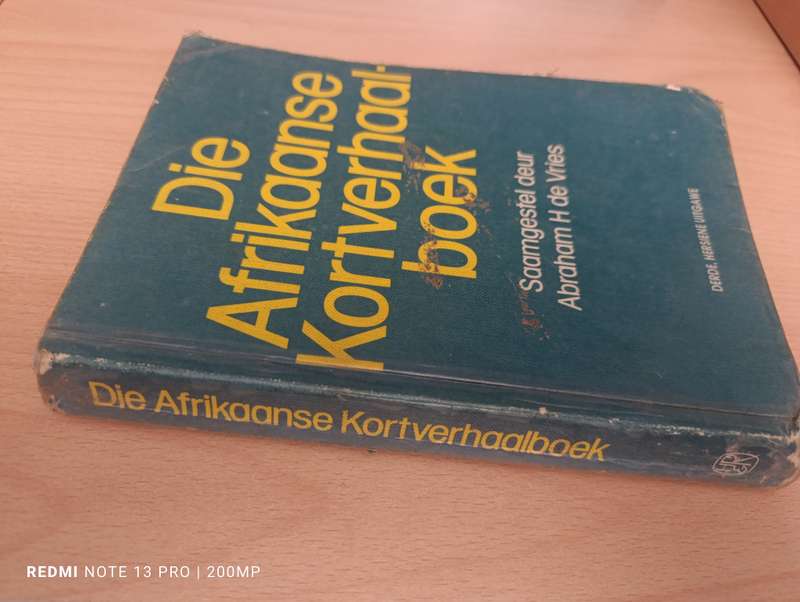 Die
Afrikaanse
Kortverhaal-
boek
Saamgestel deur
Abraham H de Vries
DERDE, HERSIENE UITGAWE
Die Afrikaanse Kortverhaalboek
REDMI NOTE 13 PRO | 200MP